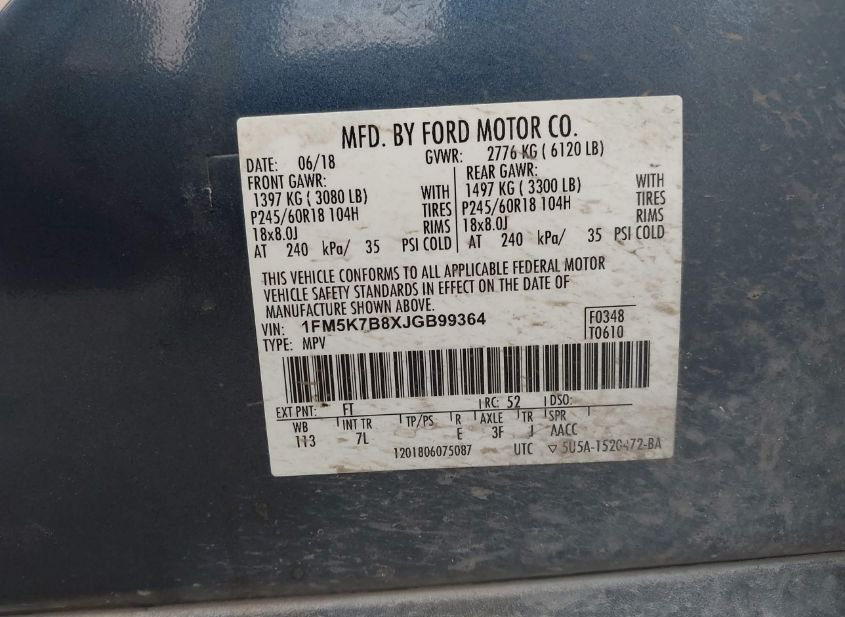 MFD. BY FORD MOTOR CO.
DATE: 06/18 GVWR: 2776 KG ( 6120 LB)
FRONT GAWR: REAR GAWR:
1397 KG ( 3080 LB) WITH 1497 KG ( 3300 LB) WITH
P245/60R18 104H TIRES P245/60R18 104H TIRES
18x8.0J RIMS 18x8.0J RIMS
AT 240 kPa/ 35 PSI COLD AT 240 kPa/ 35 PSI COLD
THIS VEHICLE CONFORMS TO ALL APPLICABLE FEDERAL MOTOR
VEHICLE SAFETY STANDARDS IN EFFECT ON THE DATE OF
MANUFACTURE SHOWN ABOVE.
VIN: 1FM5K7B8XJGB99364 F0348
TYPE: MPV T0610
EXT PNT: FT RC: 52 DSO:
WB INT TR TP/PS R AXLE TR SPR
113 7L E 3F J AACC
1201806075087 UTC ▽ 5U5A-1520472-BA